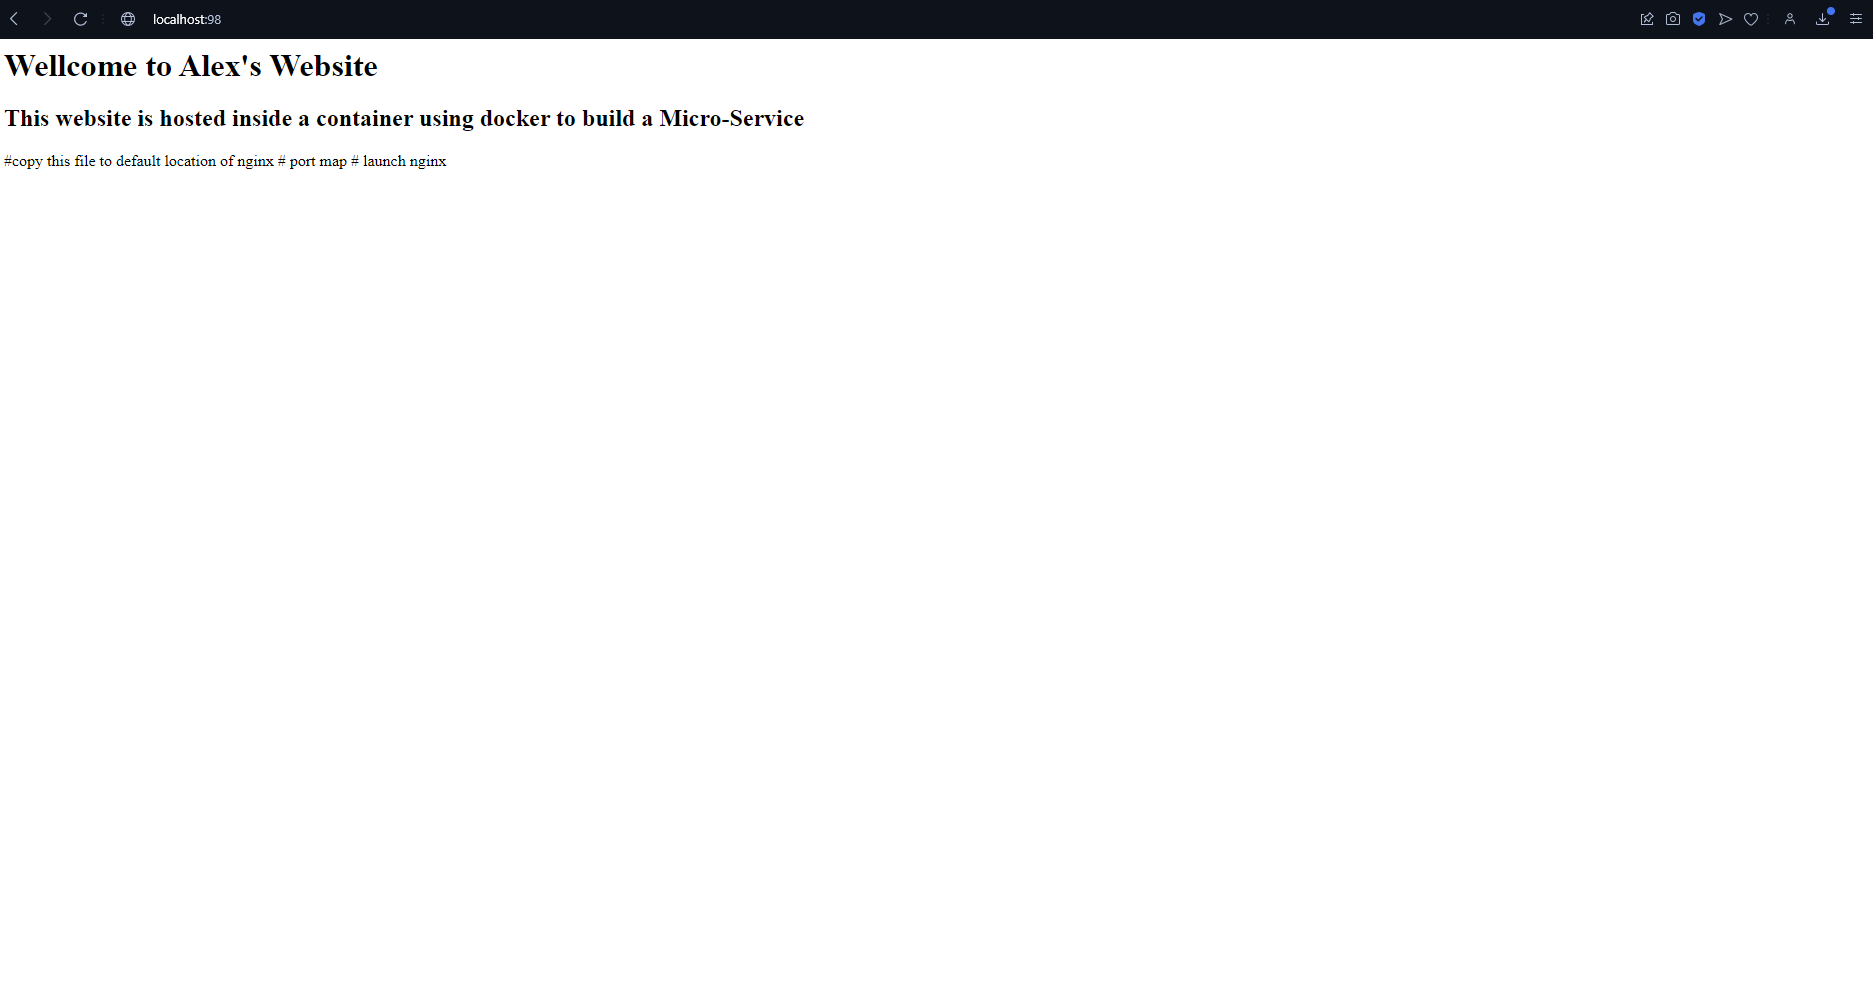 localhost:98
Wellcome to Alex's Website
This website is hosted inside a container using docker to build a Micro-Service
#copy this file to default location of nginx # port map # launch nginx